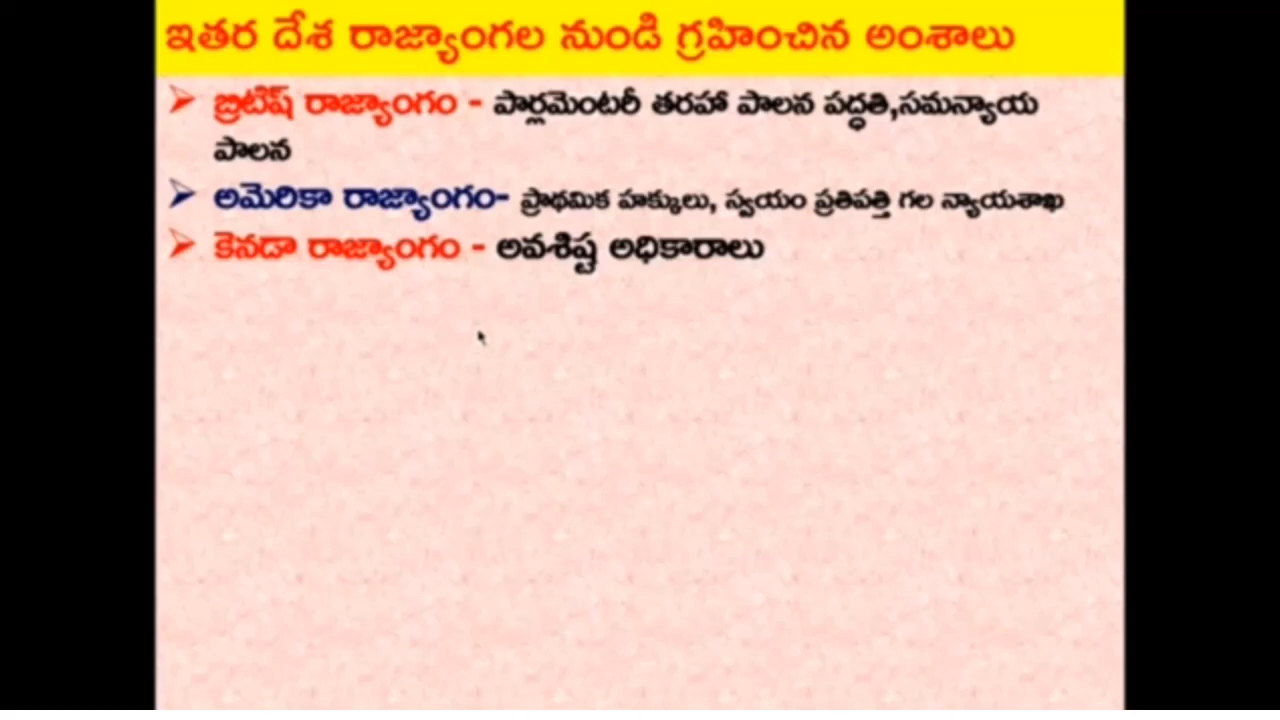 ఇతర దేశ రాజ్యాంగల నుండి గ్రహించిన అంశాలు
➢ బ్రిటిష్ రాజ్యాంగం - పార్లమెంటరీ తరహా పాలన పద్ధతి,సమన్యాయ
పాలన
➢ అమెరికా రాజ్యాంగం- ప్రాథమిక హక్కులు, స్వయం ప్రతిపత్తి గల న్యాయశాఖ
➢ కెనడా రాజ్యాంగం - అవశిష్ట అధికారాలు